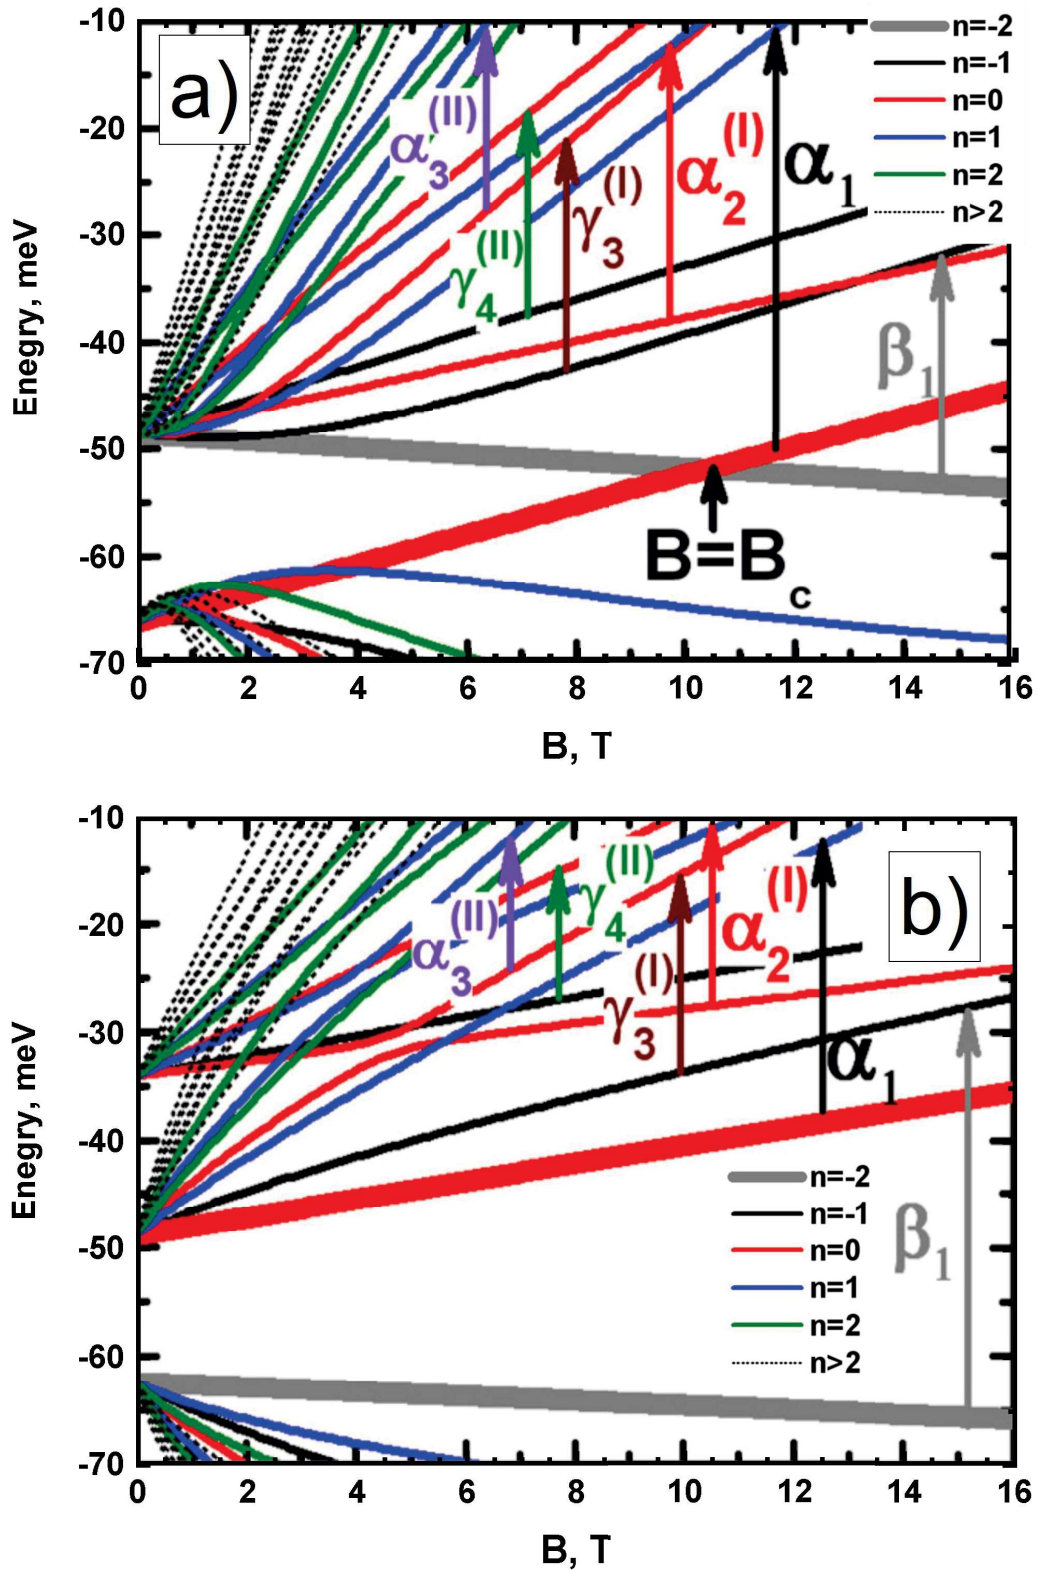 a)
-10
-20
-30
-40
-50
-60
-70
Enegry, meV
0 2 4 6 8 10 12 14 16
B, T
n=-2
n=-1
n=0
n=1
n=2
n>2
α3(II)
γ4(II)
γ3(I)
α2(I)
α1
β1
B=Bc
b)
-10
-20
-30
-40
-50
-60
-70
Enegry, meV
0 2 4 6 8 10 12 14 16
B, T
α3(II)
γ4(II)
γ3(I)
α2(I)
α1
β1
n=-2
n=-1
n=0
n=1
n=2
n>2